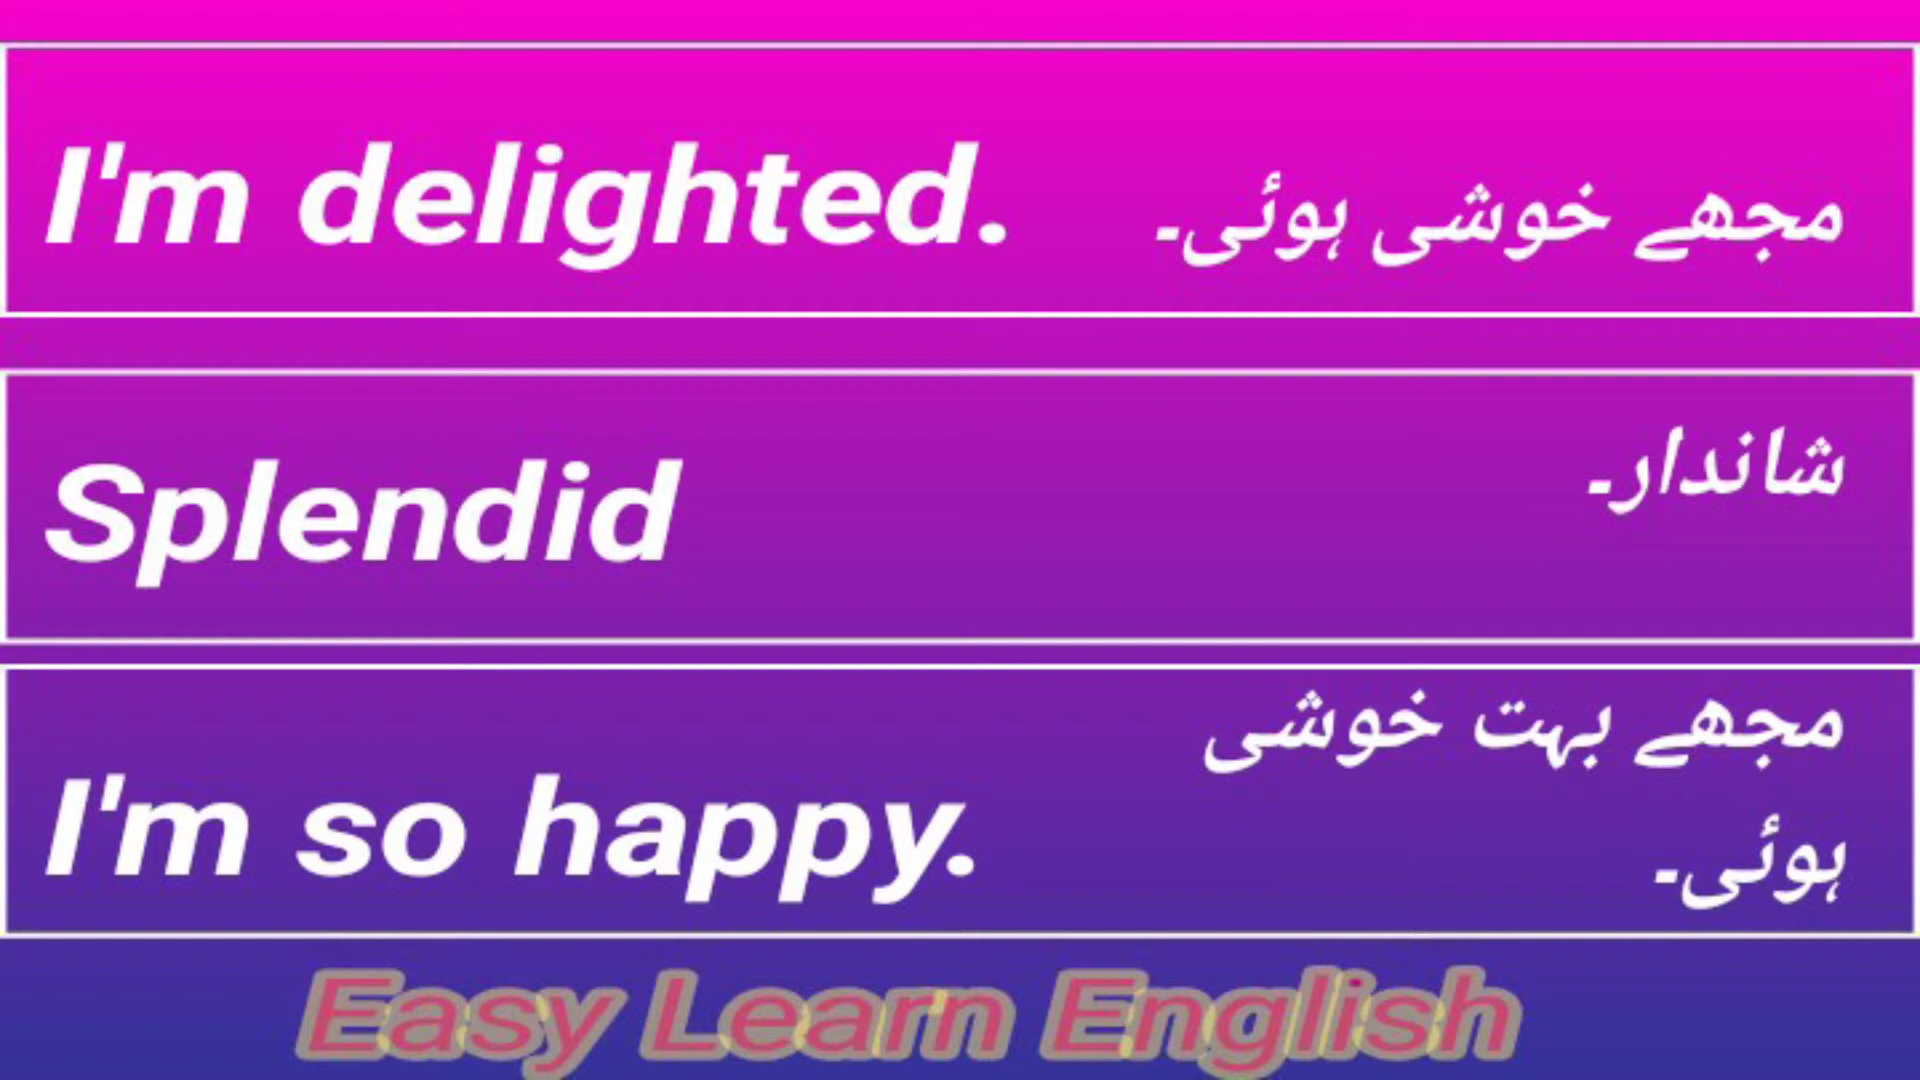 I'm delighted. مجھے خوشی ہوئی۔
Splendid شاندار۔
I'm so happy. مجھے بہت خوشی
ہوئی۔
Easy Learn English